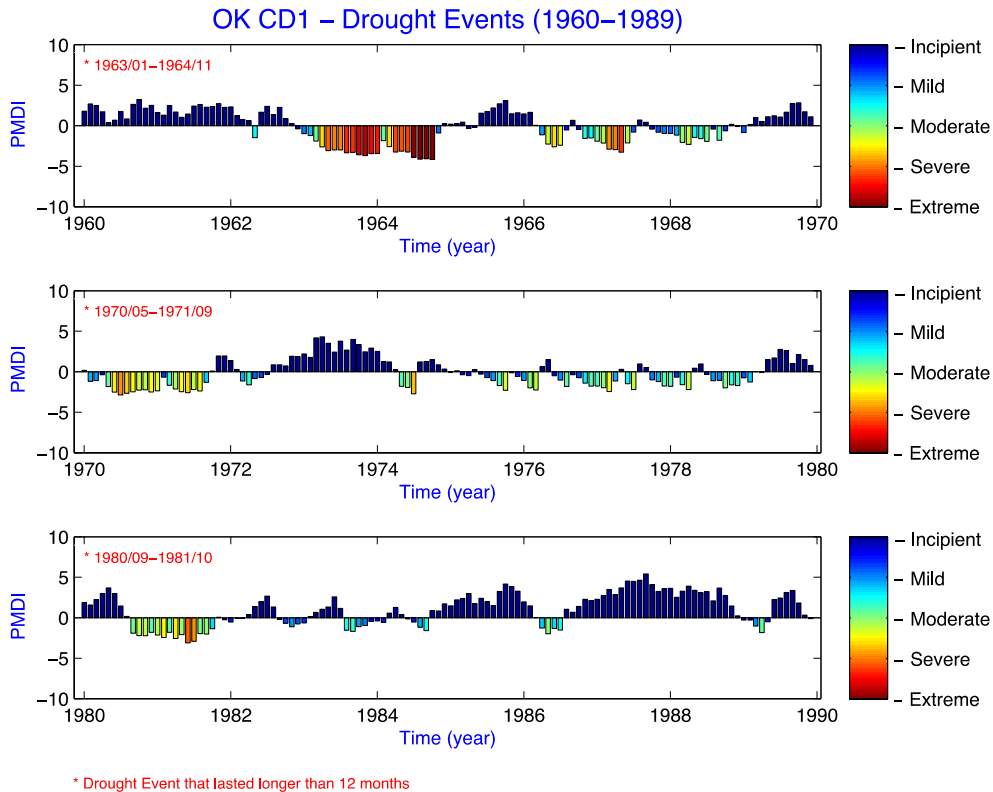 OK CD1 – Drought Events (1960–1989)
10
5
0
−5
−10
PMDI
* 1963/01−1964/11
1960
1962
1964
1966
1968
1970
Time (year)
– Incipient
– Mild
– Moderate
– Severe
– Extreme
10
5
0
−5
−10
PMDI
* 1970/05−1971/09
1970
1972
1974
1976
1978
1980
Time (year)
– Incipient
– Mild
– Moderate
– Severe
– Extreme
10
5
0
−5
−10
PMDI
* 1980/09−1981/10
1980
1982
1984
1986
1988
1990
Time (year)
– Incipient
– Mild
– Moderate
– Severe
– Extreme
* Drought Event that lasted longer than 12 months